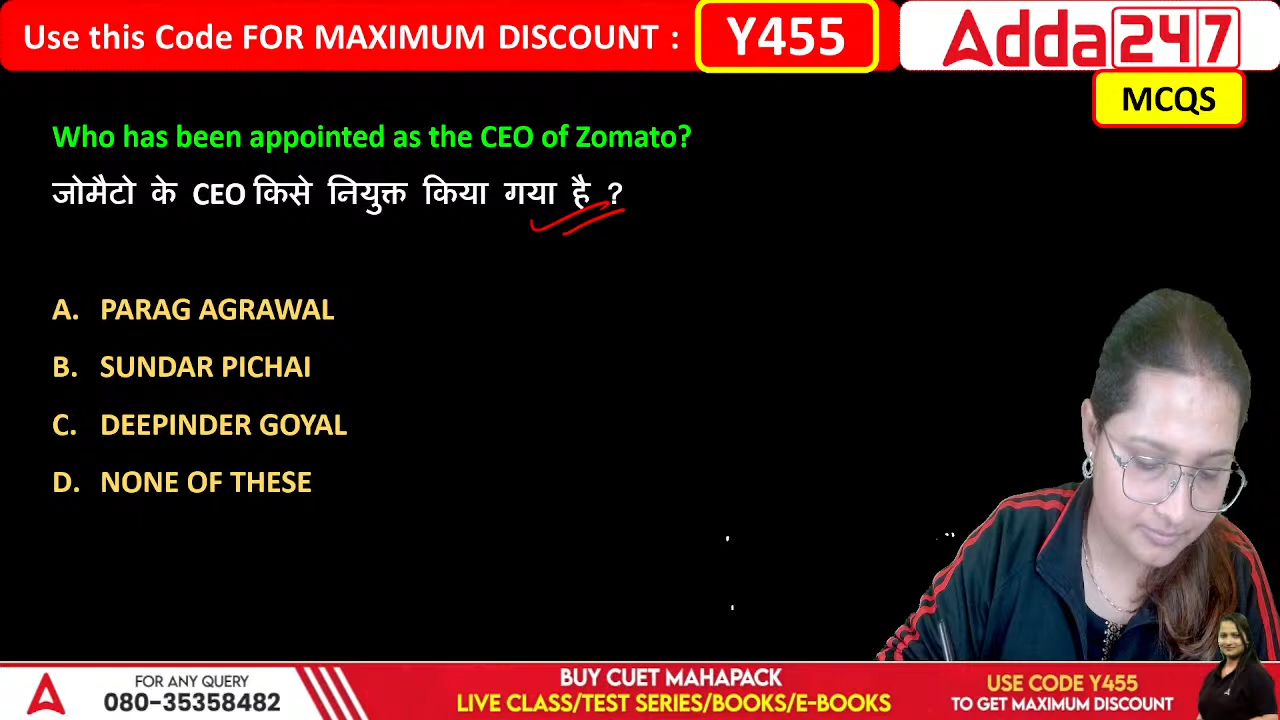 Use this Code FOR MAXIMUM DISCOUNT :
Y455
Adda247
MCQS
Who has been appointed as the CEO of Zomato?
जोमैटो के CEO किसे नियुक्त किया गया है ?
A. PARAG AGRAWAL
B. SUNDAR PICHAI
C. DEEPINDER GOYAL
D. NONE OF THESE
FOR ANY QUERY
080-35358482
BUY CUET MAHAPACK
LIVE CLASS/TEST SERIES/BOOKS/E-BOOKS
USE CODE Y455
TO GET MAXIMUM DISCOUNT